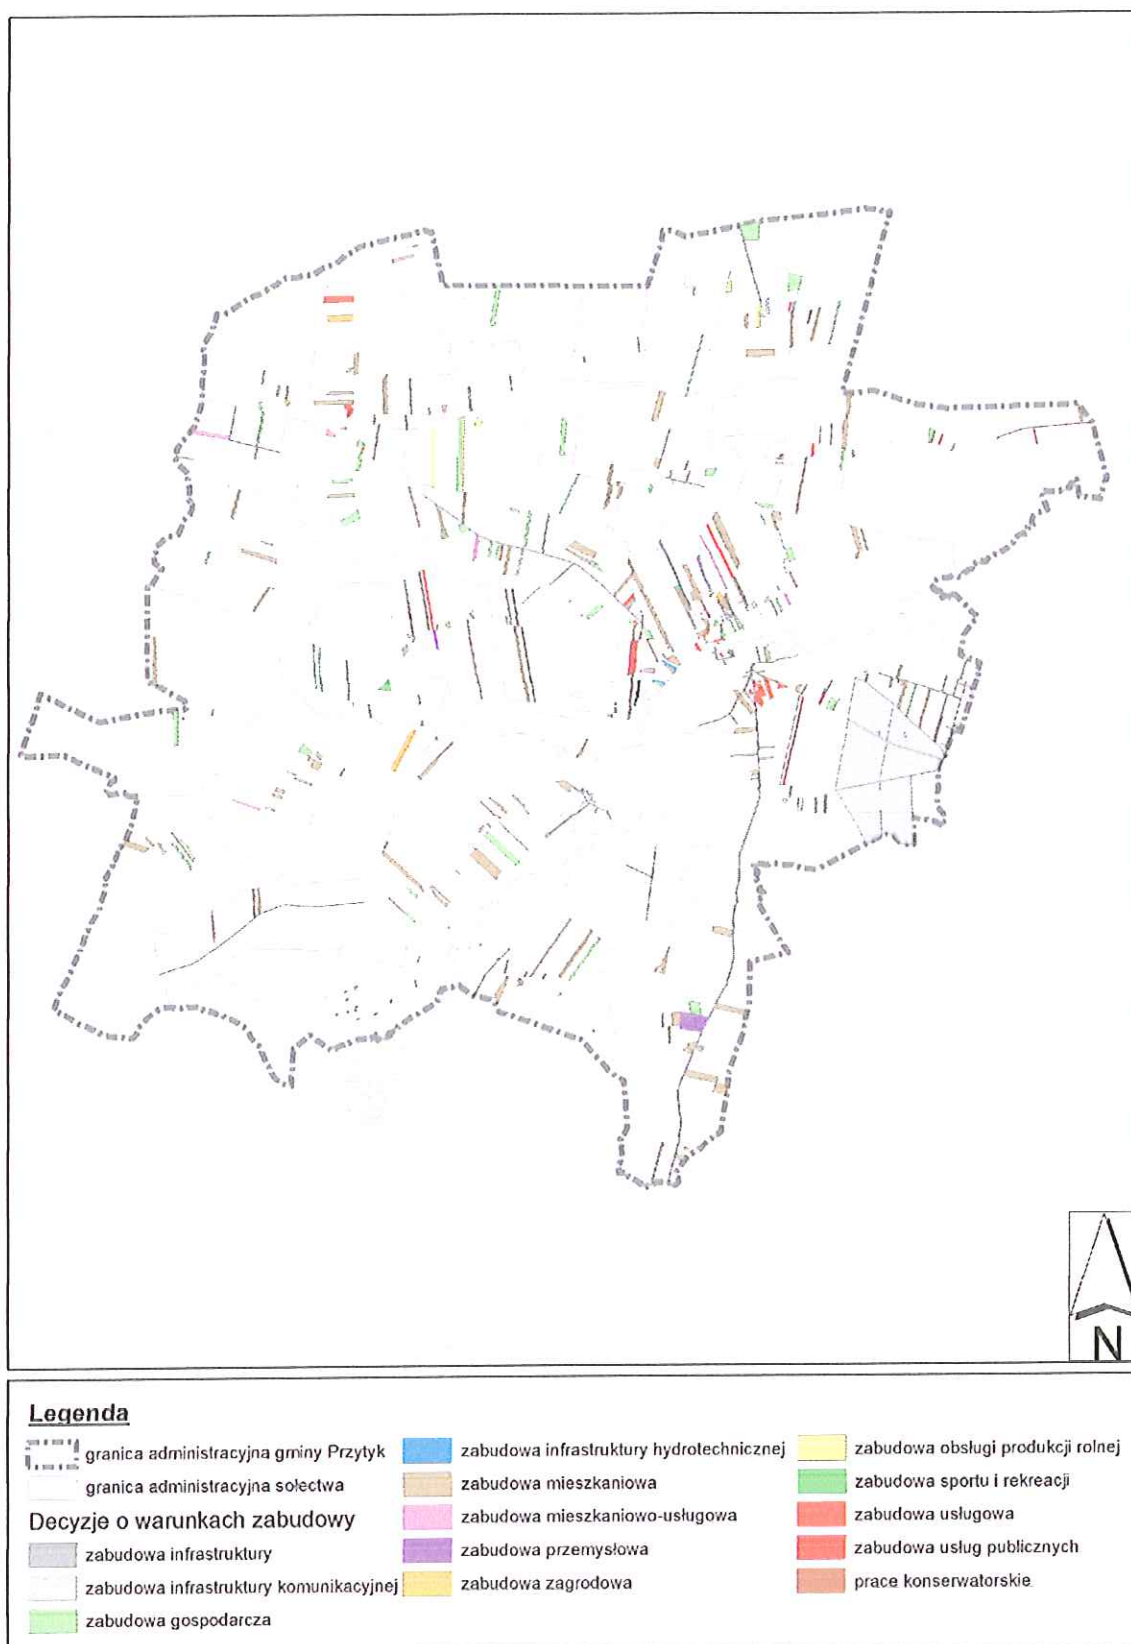 N
Legenda
granica administracyjna gminy Przytyk
granica administracyjna sołectwa
Decyzje o warunkach zabudowy
zabudowa infrastruktury
zabudowa infrastruktury komunikacyjnej
zabudowa gospodarcza
zabudowa infrastruktury hydrotechnicznej
zabudowa mieszkaniowa
zabudowa mieszkaniowo-usługowa
zabudowa przemysłowa
zabudowa zagrodowa
zabudowa obsługi produkcji rolnej
zabudowa sportu i rekreacji
zabudowa usługowa
zabudowa usług publicznych
prace konserwatorskie